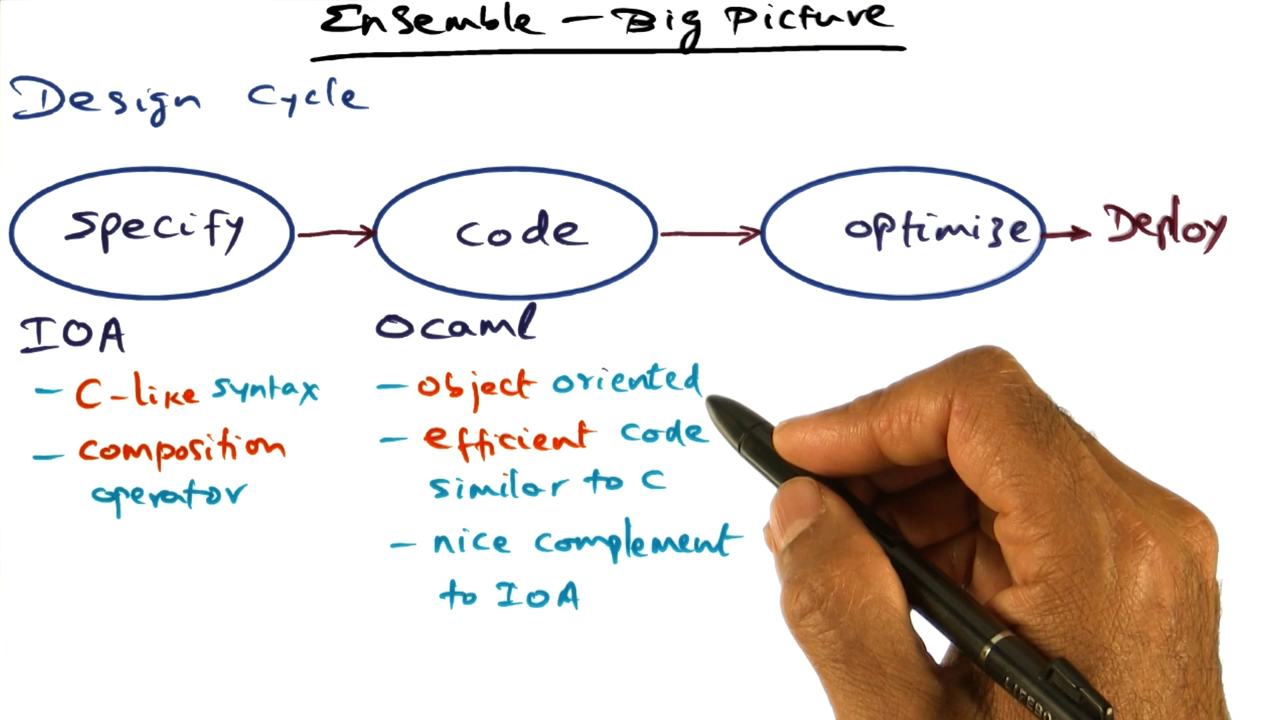 Ensemble – Big Picture
Design Cycle
specify
code
optimize
Deploy
IOA
- C-like syntax
- composition
operator
Ocaml
- object oriented
- efficient code
similar to C
- nice complement
to IOA